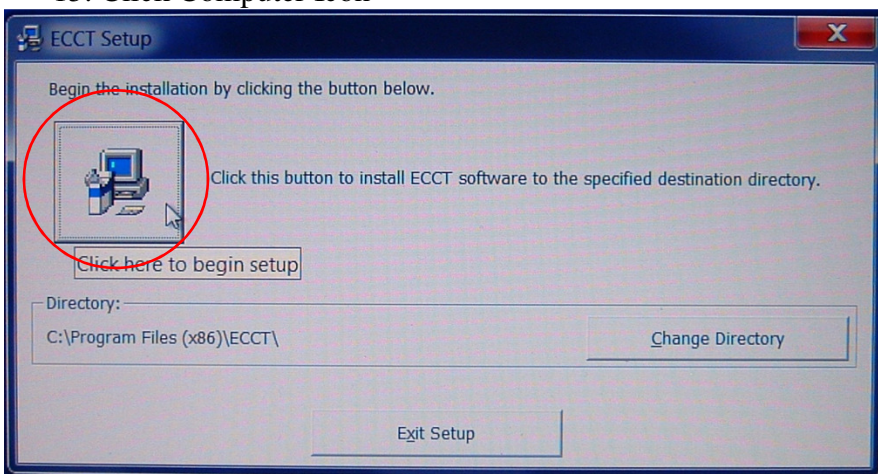 ECCT Setup
Begin the installation by clicking the button below.
Click this button to install ECCT software to the specified destination directory.
Click here to begin setup
Directory:
C:\Program Files (x86)\ECCT\
Change Directory
Exit Setup